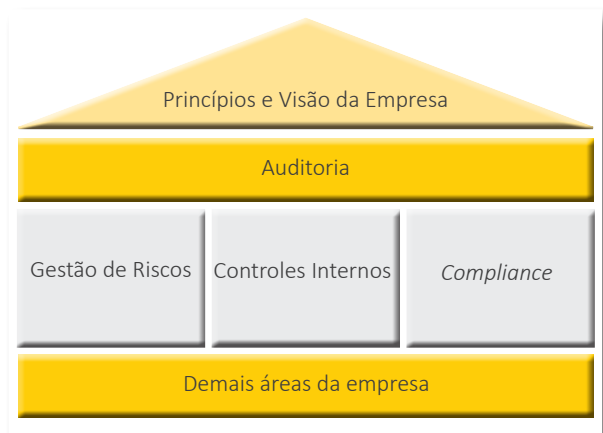 Princípios e Visão da Empresa
Auditoria
Gestão de Riscos
Controles Internos
Compliance
Demais áreas da empresa